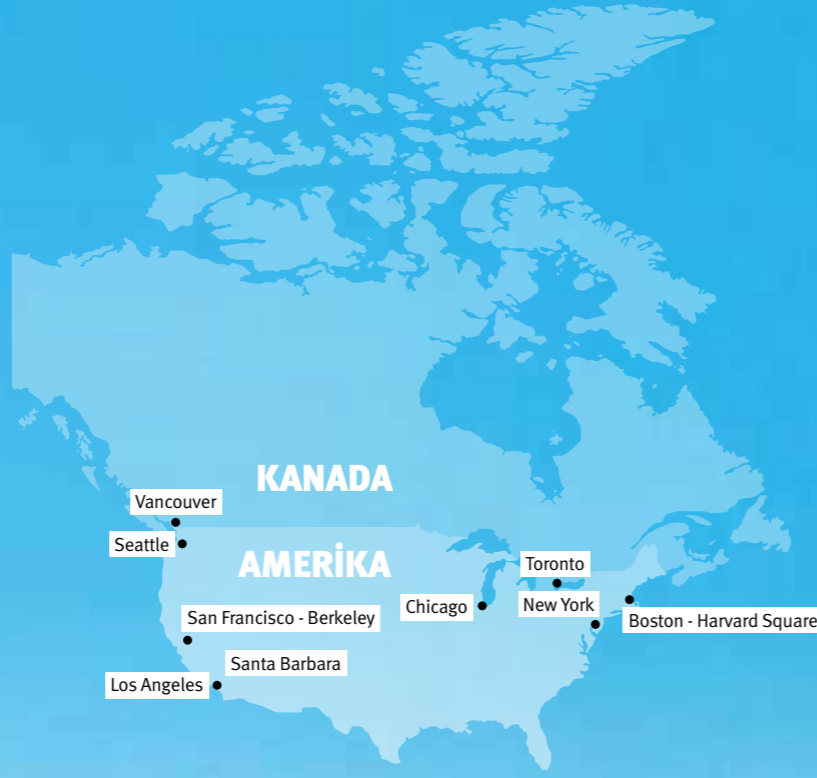 KANADA
Vancouver
Seattle
AMERİKA
Toronto
Chicago
New York
San Francisco - Berkeley
Boston - Harvard Square
Santa Barbara
Los Angeles